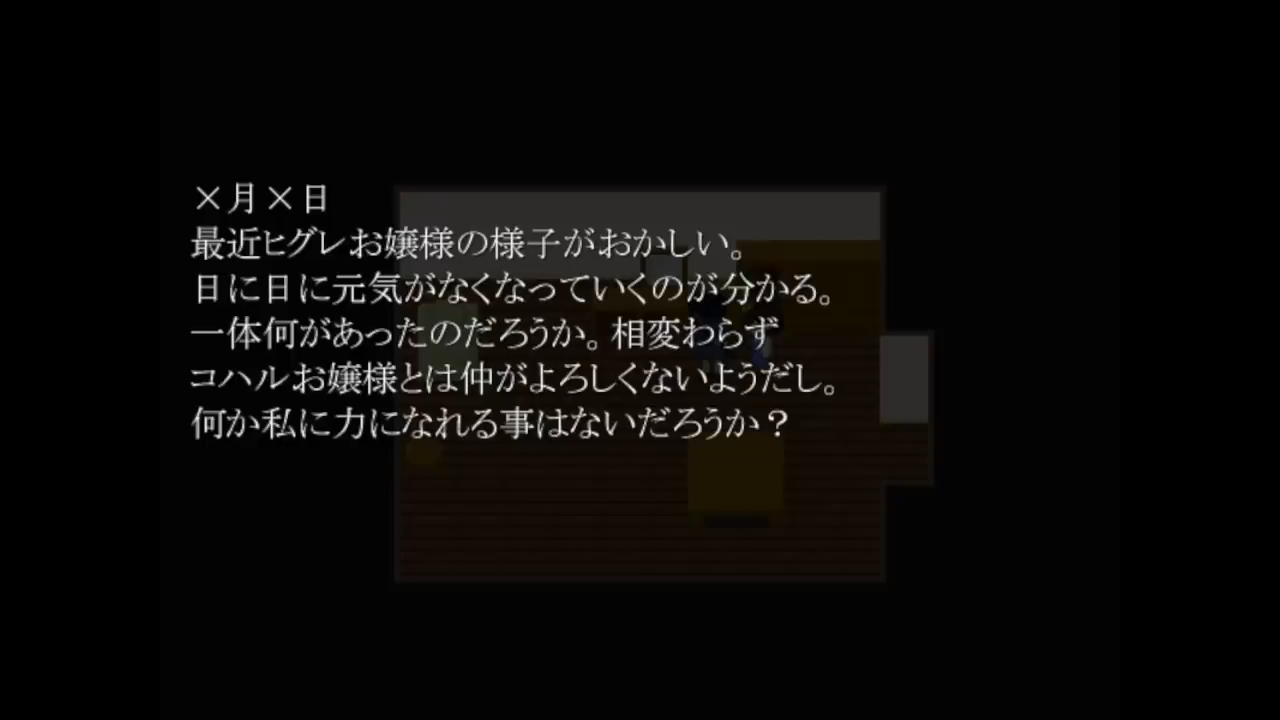 ×月×日
最近ヒグレお嬢様の様子がおかしい。
日に日に元気がなくなっていくのが分かる。
一体何があったのだろうか。相変わらず
コハルお嬢様とは仲がよろしくないようだし。
何か私に力になれる事はないだろうか？